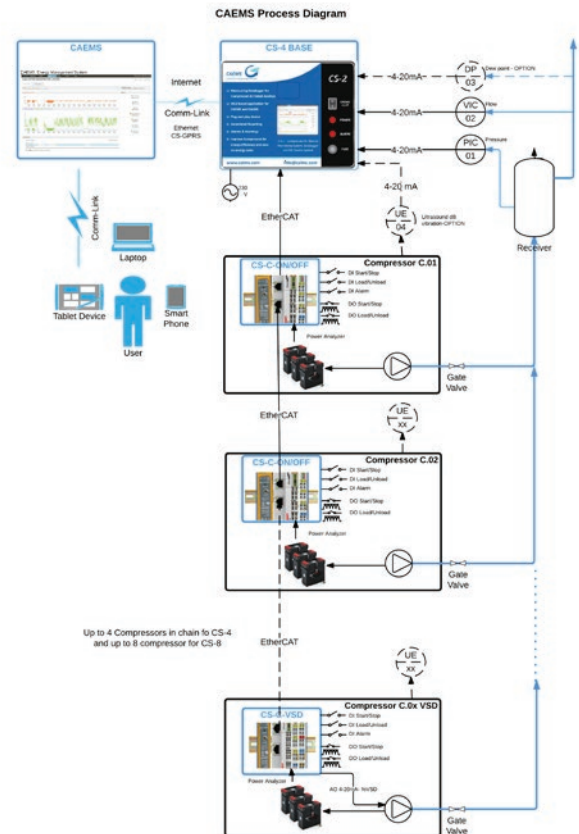 CAEMS Process Diagram
CAEMS
CS-4 BASE
Internet
Comm-Link
Ethernet
CS-GPRS
CAEMS
CS-2
POWER
ALARM
230
V
4-20mA
DP
03
Dew point - OPTION
4-20mA
VIC
02
Flow
4-20mA
PIC
01
Pressure
4-20 mA
UE
04
Ultrasound dB
vibration-OPTION
Receiver
Comm-Link
Laptop
Tablet Device
Smart
Phone
User
EtherCAT
Compressor C.01
CS-C-ON/OFF
DI Start/Stop
DI Load/Unload
DI Alarm
DO Start/Stop
DO Load/Unload
Power Analyzer
Gate
Valve
EtherCAT
UE
xx
Compressor C.02
CS-C-ON/OFF
DI Start/Stop
DI Load/Unload
DI Alarm
DO Start/Stop
DO Load/Unload
Power Analyzer
Gate
Valve
Up to 4 Compressors in chain fo CS-4
and up to 8 compressor for CS-8
EtherCAT
UE
xx
Compressor C.0x VSD
DI Start/Stop
DI Load/Unload
DI Alarm
DO Start/Stop
DO Load/Unload
Power Analyzer
Gate
Valve